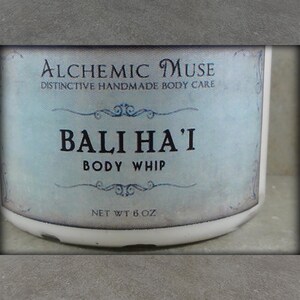 ALCHEMIC MUSE
DISTINCTIVE HANDMADE BODY CARE
BALI HA'I
BODY WHIP
NET WT 6 OZ